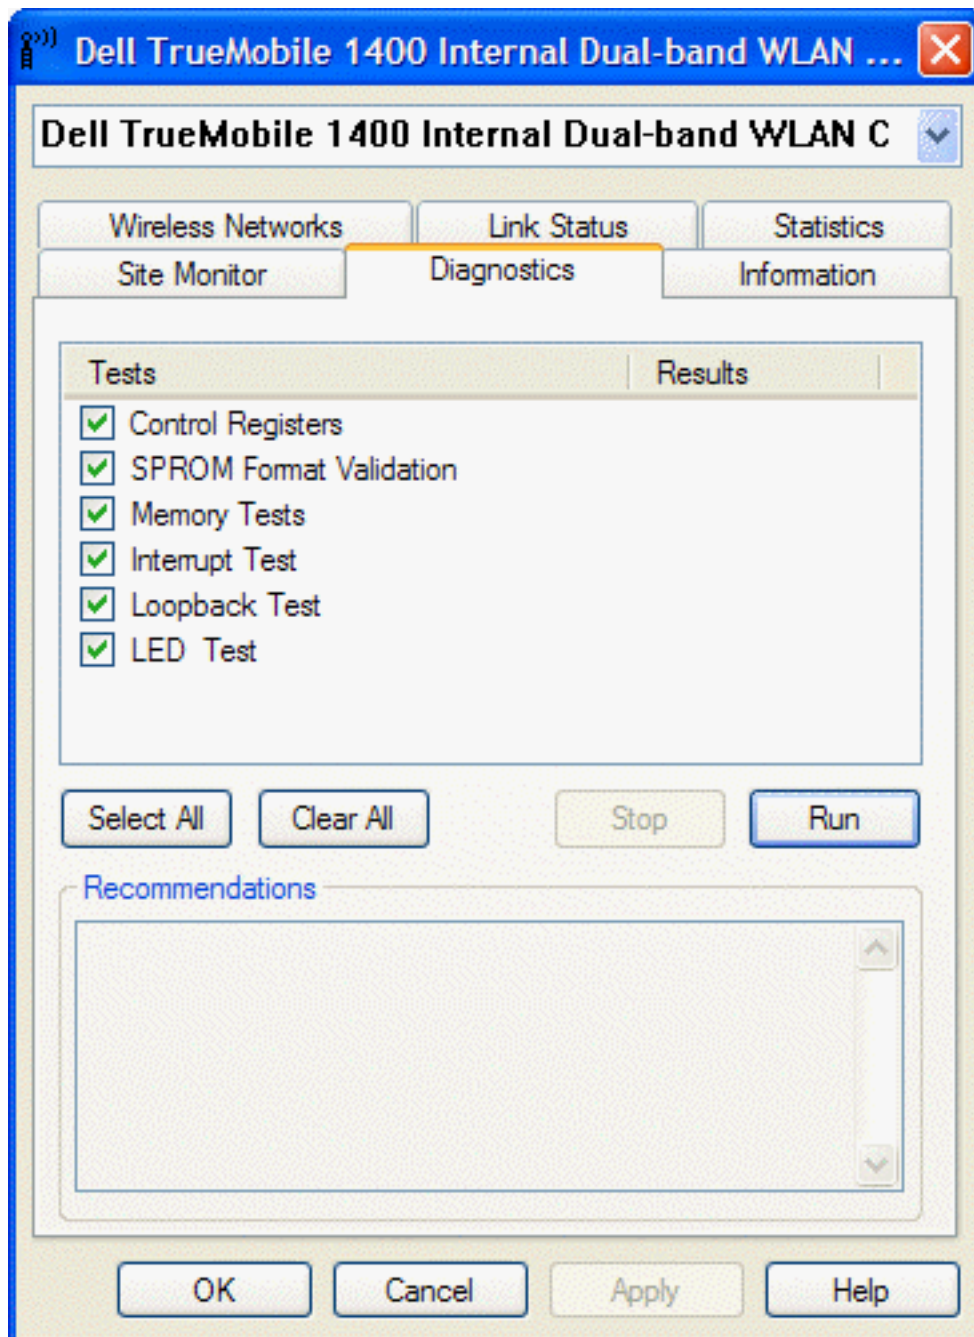 Dell TrueMobile 1400 Internal Dual-band WLAN ...
Dell TrueMobile 1400 Internal Dual-band WLAN C
Wireless Networks Link Status Statistics
Site Monitor Diagnostics Information
Tests Results
Control Registers
SPROM Format Validation
Memory Tests
Interrupt Test
Loopback Test
LED Test
Select All Clear All Stop Run
Recommendations
OK Cancel Apply Help